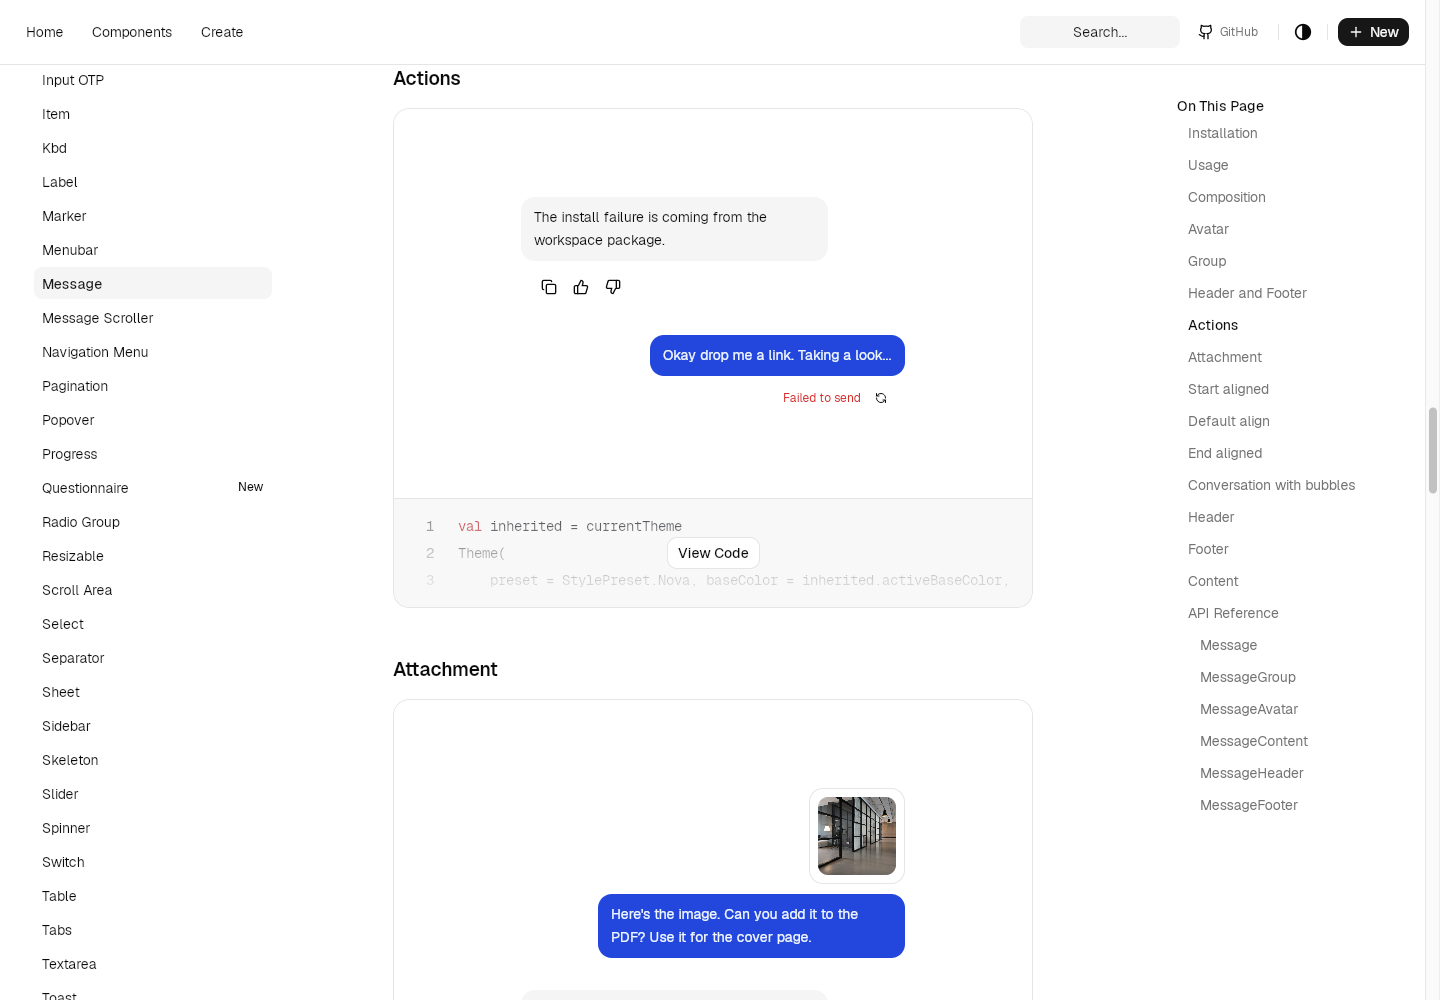 Home
Components
Create
Search...
GitHub
New
Input OTP
Item
Kbd
Label
Marker
Menubar
Message
Message Scroller
Navigation Menu
Pagination
Popover
Progress
Questionnaire
New
Radio Group
Resizable
Scroll Area
Select
Separator
Sheet
Sidebar
Skeleton
Slider
Spinner
Switch
Table
Tabs
Textarea
Toast
Actions
The install failure is coming from the
workspace package.
Okay drop me a link. Taking a look...
Failed to send
1 val inherited = currentTheme
2 Theme(
View Code
3 preset = StylePreset.Nova, baseColor = inherited.activeBaseColor,
Attachment
Here's the image. Can you add it to the
PDF? Use it for the cover page.
On This Page
Installation
Usage
Composition
Avatar
Group
Header and Footer
Actions
Attachment
Start aligned
Default align
End aligned
Conversation with bubbles
Header
Footer
Content
API Reference
Message
MessageGroup
MessageAvatar
MessageContent
MessageHeader
MessageFooter